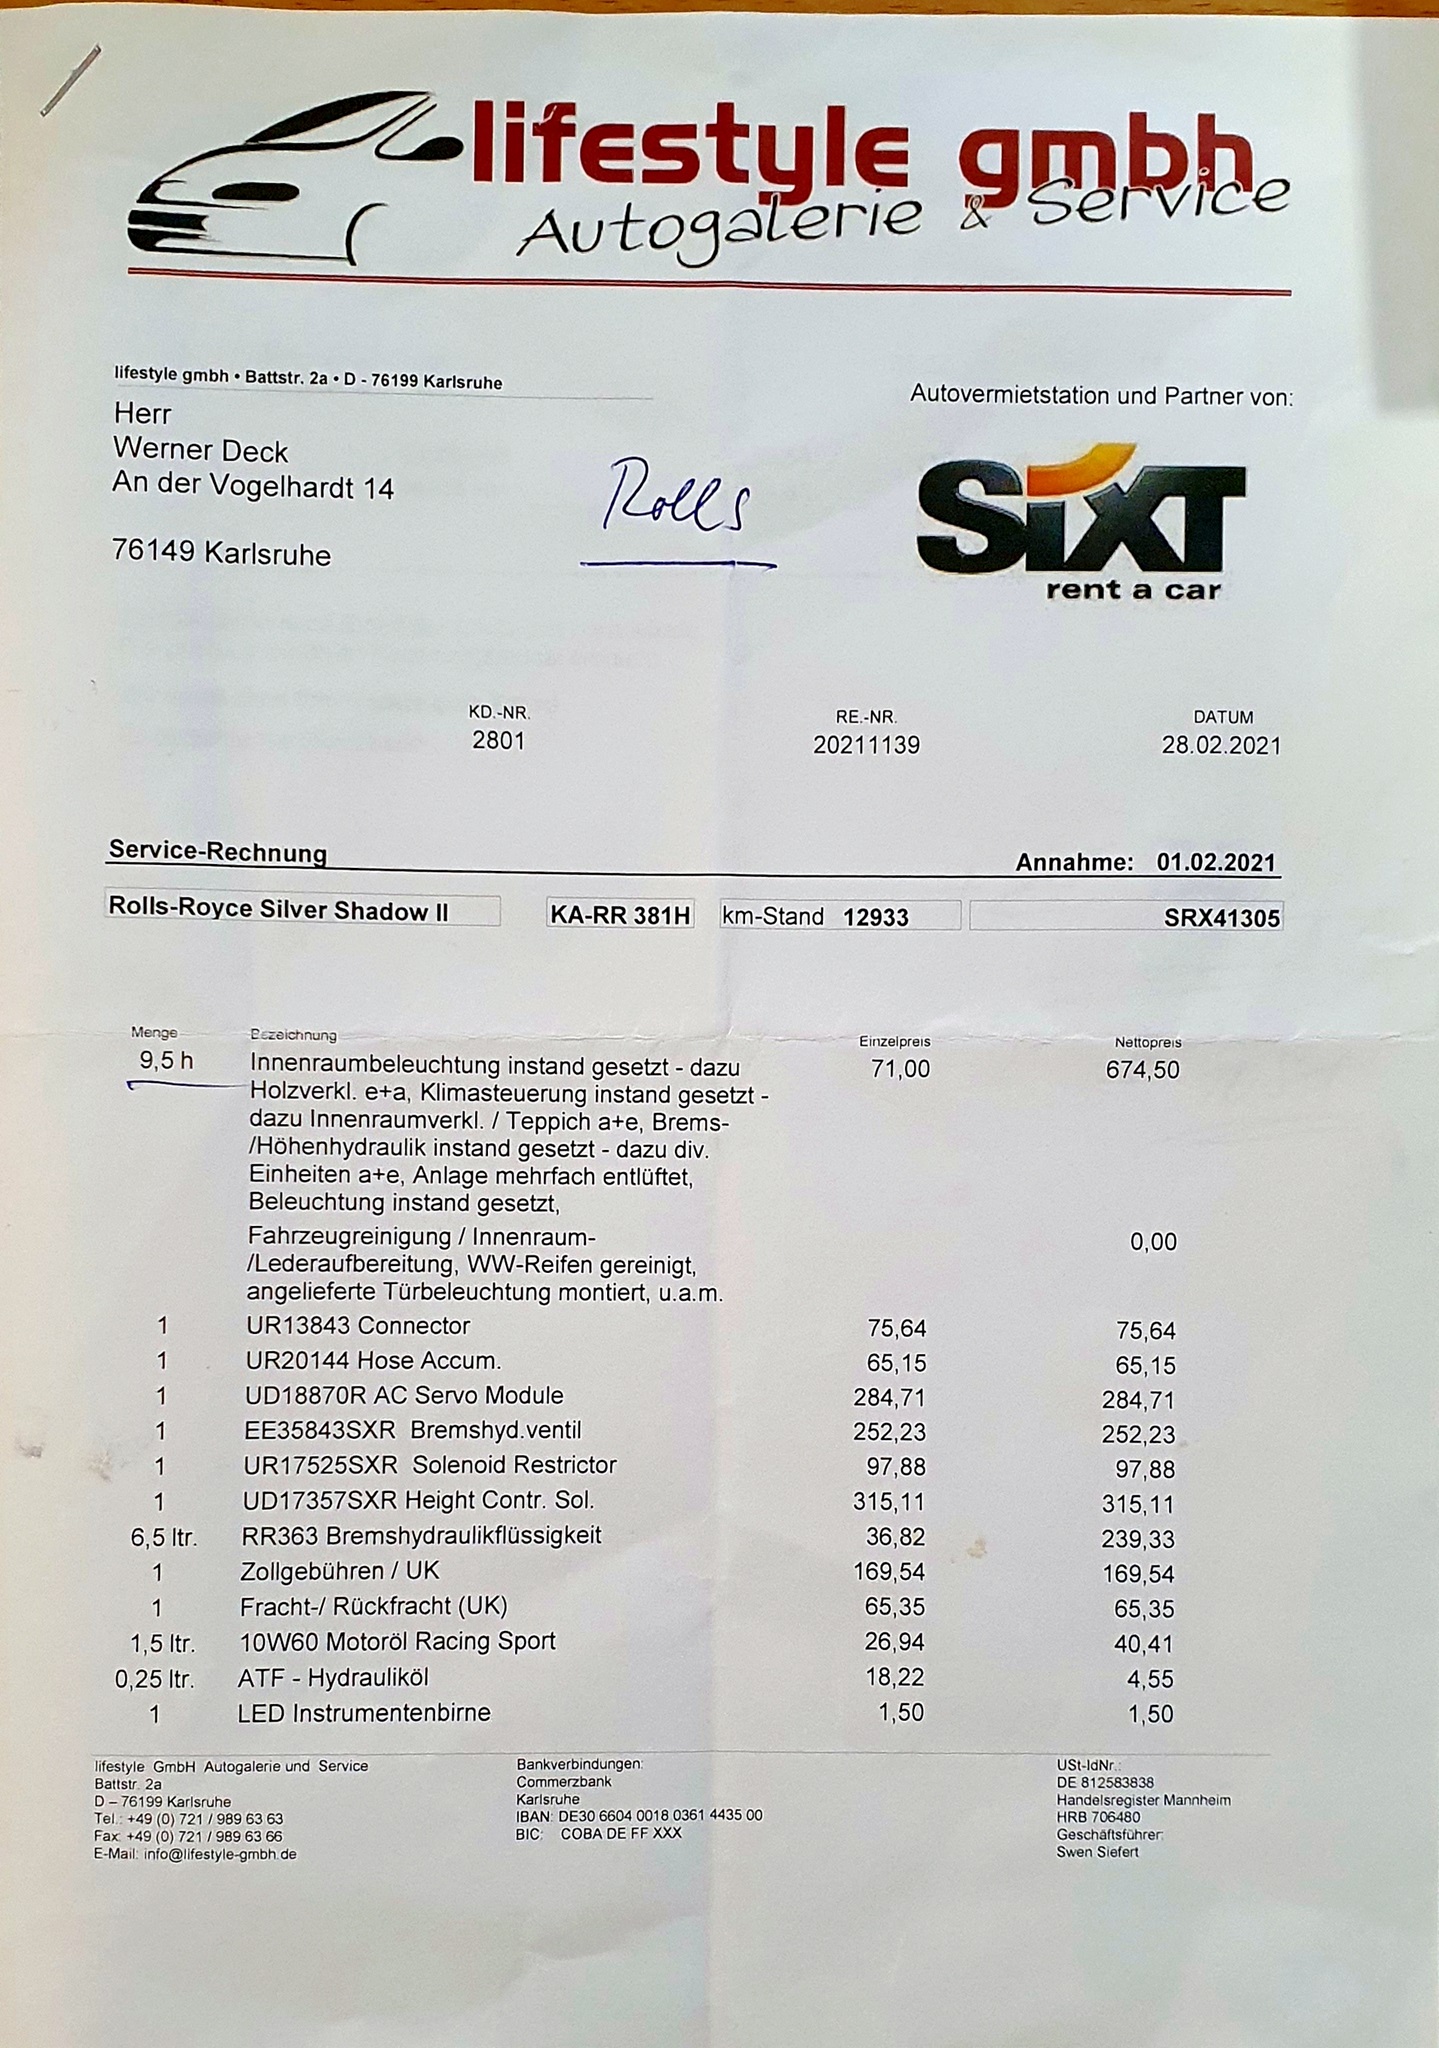 lifestyle gmbh
Autogalerie & Service
lifestyle gmbh • Battstr. 2a • D - 76199 Karlsruhe
Autovermietstation und Partner von:
Herr
Werner Deck
An der Vogelhardt 14
76149 Karlsruhe
Rolls
SiXT
rent a car
KD.-NR. RE.-NR. DATUM
2801 20211139 28.02.2021
Service-Rechnung Annahme: 01.02.2021
Rolls-Royce Silver Shadow II KA-RR 381H km-Stand 12933 SRX41305
Menge Bezeichnung Einzelpreis Nettopreis
9,5 h Innenraumbeleuchtung instand gesetzt - dazu 71,00 674,50
Holzverkl. e+a, Klimasteuerung instand gesetzt -
dazu Innenraumverkl. / Teppich a+e, Brems-
/Höhenhydraulik instand gesetzt - dazu div.
Einheiten a+e, Anlage mehrfach entlüftet,
Beleuchtung instand gesetzt,
Fahrzeugreinigung / Innenraum- 0,00
/Lederaufbereitung, WW-Reifen gereinigt,
angelieferte Türbeleuchtung montiert, u.a.m.
1 UR13843 Connector 75,64 75,64
1 UR20144 Hose Accum. 65,15 65,15
1 UD18870R AC Servo Module 284,71 284,71
1 EE35843SXR Bremshyd.ventil 252,23 252,23
1 UR17525SXR Solenoid Restrictor 97,88 97,88
1 UD17357SXR Height Contr. Sol. 315,11 315,11
6,5 ltr. RR363 Bremshydraulikflüssigkeit 36,82 239,33
1 Zollgebühren / UK 169,54 169,54
1 Fracht-/ Rückfracht (UK) 65,35 65,35
1,5 ltr. 10W60 Motoröl Racing Sport 26,94 40,41
0,25 ltr. ATF - Hydrauliköl 18,22 4,55
1 LED Instrumentenbirne 1,50 1,50
lifestyle GmbH Autogalerie und Service
Battstr. 2a
D – 76199 Karlsruhe
Tel.: +49 (0) 721 / 989 63 63
Fax: +49 (0) 721 / 989 63 66
E-Mail: info@lifestyle-gmbh.de
Bankverbindungen:
Commerzbank
Karlsruhe
IBAN: DE30 6604 0018 0361 4435 00
BIC: COBA DE FF XXX
USt-IdNr.:
DE 812583838
Handelsregister Mannheim
HRB 706480
Geschäftsführer:
Swen Siefert